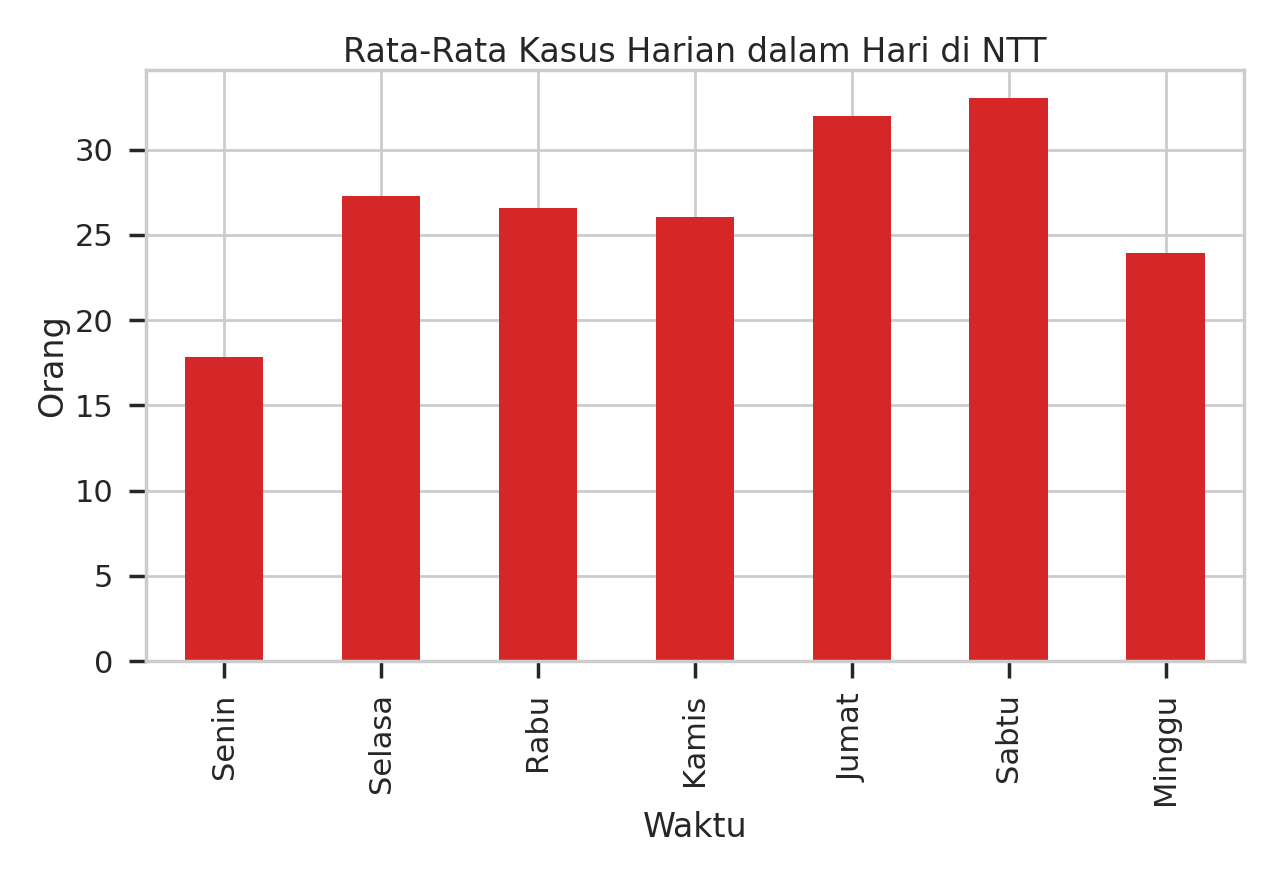 Rata-Rata Kasus Harian dalam Hari di NTT
Orang
30
25
20
15
10
5
0
Senin
Selasa
Rabu
Kamis
Jumat
Sabtu
Minggu
Waktu